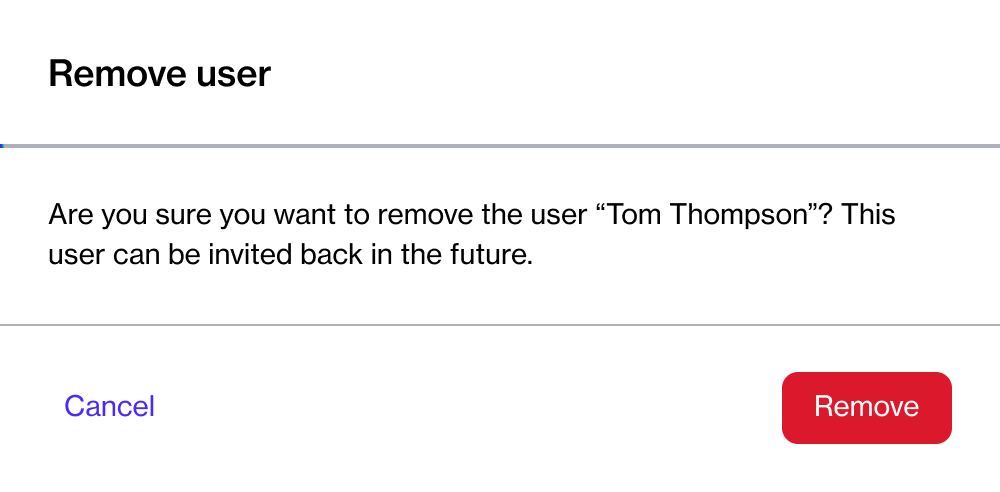 Remove user
Are you sure you want to remove the user “Tom Thompson”? This
user can be invited back in the future.
Cancel
Remove